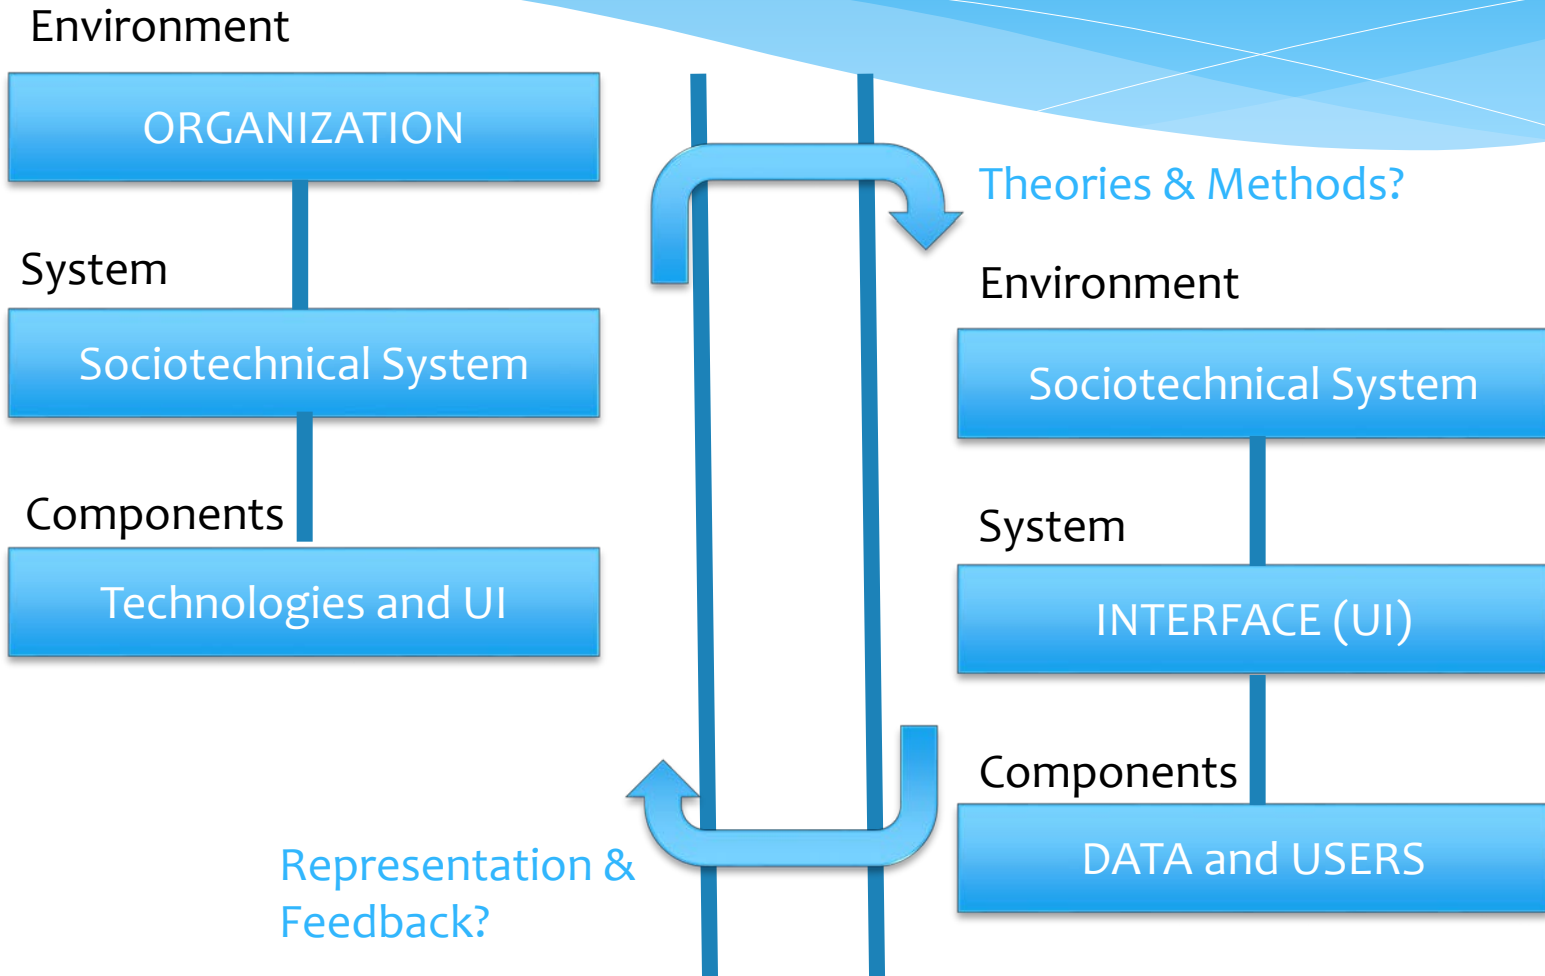 Environment
ORGANIZATION
System
Sociotechnical System
Components
Technologies and UI
Representation &
Feedback?
Theories & Methods?
Environment
Sociotechnical System
System
INTERFACE (UI)
Components
DATA and USERS